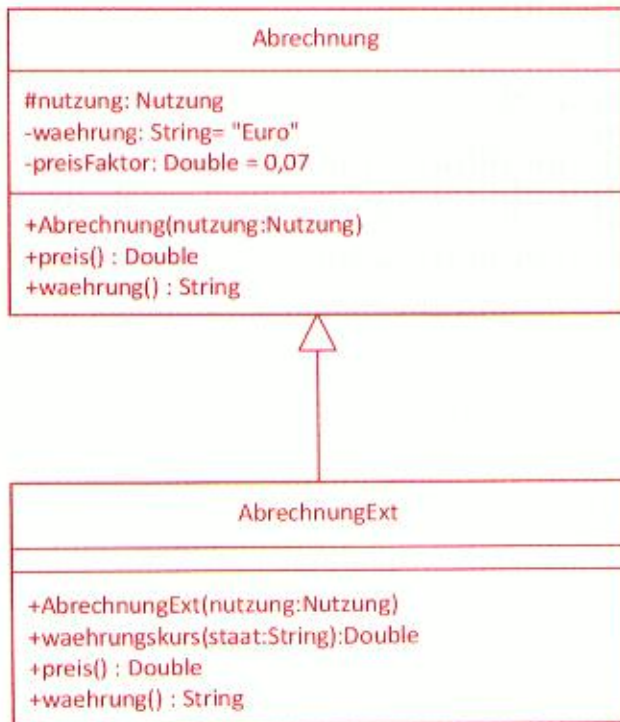 Abrechnung
#nutzung: Nutzung
-waehrung: String= "Euro"
-preisFaktor: Double = 0,07
+Abrechnung(nutzung:Nutzung)
+preis() : Double
+waehrung() : String
AbrechnungExt
+AbrechnungExt(nutzung:Nutzung)
+waehrungskurs(staat:String):Double
+preis() : Double
+waehrung() : String